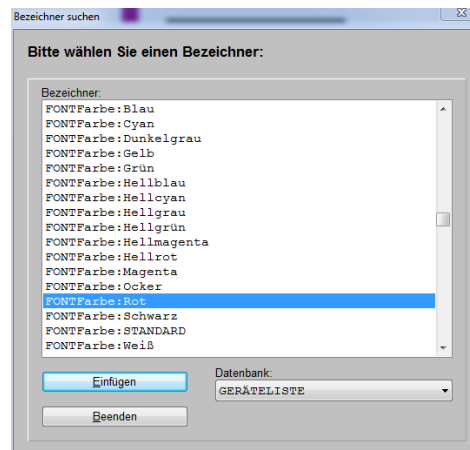 Bezeichner suchen
Bitte wählen Sie einen Bezeichner:
Bezeichner:
FONTFarbe:Blau
FONTFarbe:Cyan
FONTFarbe:Dunkelgrau
FONTFarbe:Gelb
FONTFarbe:Grün
FONTFarbe:Hellblau
FONTFarbe:Hellcyan
FONTFarbe:Hellgrau
FONTFarbe:Hellgrün
FONTFarbe:Hellmagenta
FONTFarbe:Hellrot
FONTFarbe:Magenta
FONTFarbe:Ocker
FONTFarbe:Rot
FONTFarbe:Schwarz
FONTFarbe:STANDARD
FONTFarbe:Weiß
Einfügen
Datenbank:
GERÄTELISTE
Beenden